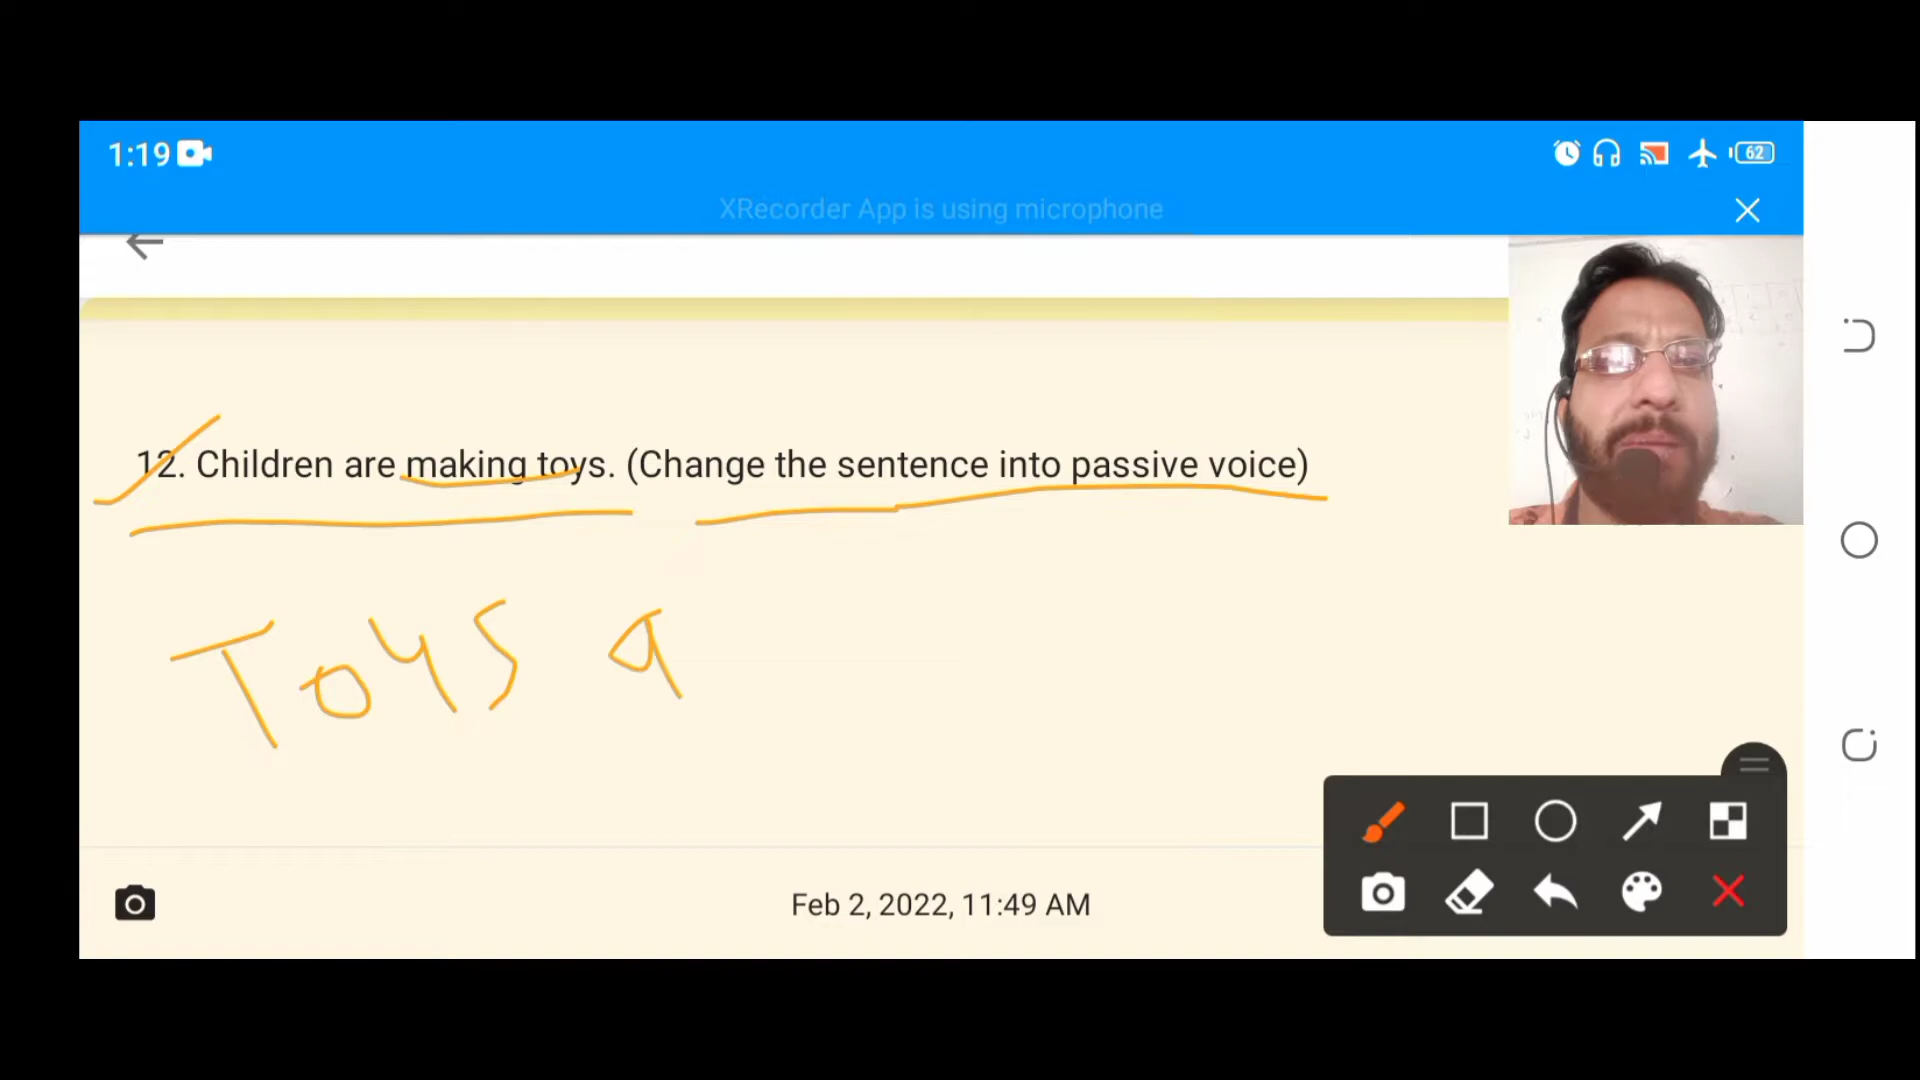 1:19
62
XRecorder App is using microphone
12. Children are making toys. (Change the sentence into passive voice)
Toys a
Feb 2, 2022, 11:49 AM